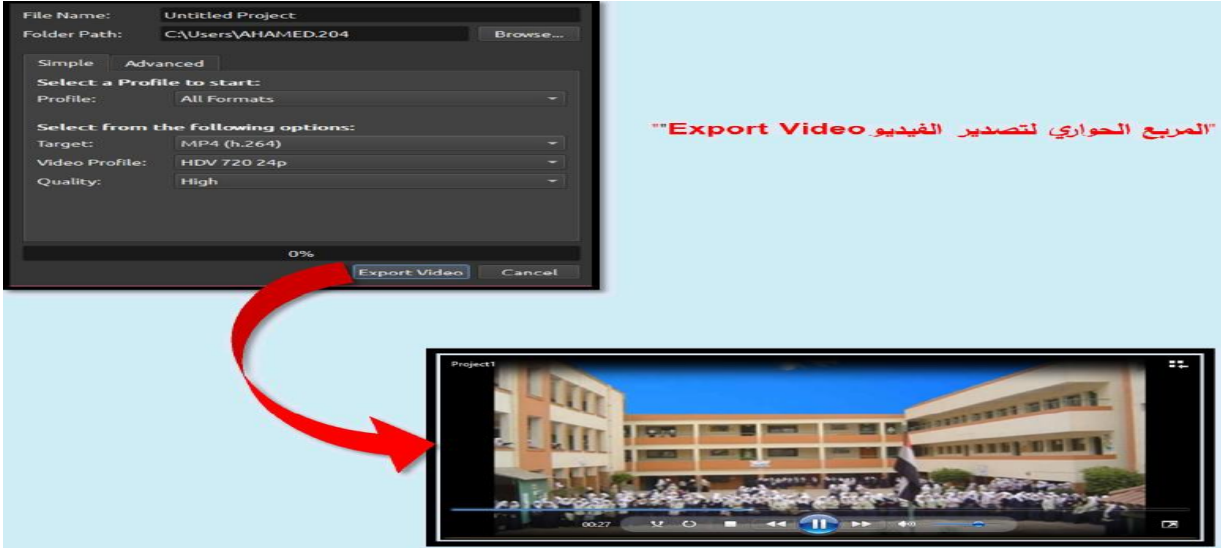 File Name: Untitled Project
Folder Path: C:\Users\AHAMED.204 Browse...
Simple Advanced
Select a Profile to start:
Profile: All Formats
Select from the following options:
Target: MP4 (h.264)
Video Profile: HDV 720 24p
Quality: High
0%
Export Video Cancel
"المربع الحواري لتصدير الفيديو Export Video""
Project1
00:27